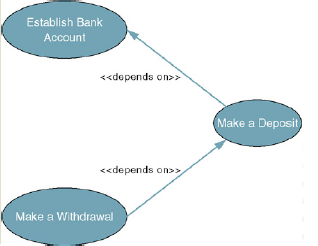 Establish Bank
Account
<<depends on>>
Make a Deposit
<<depends on>>
Make a Withdrawal